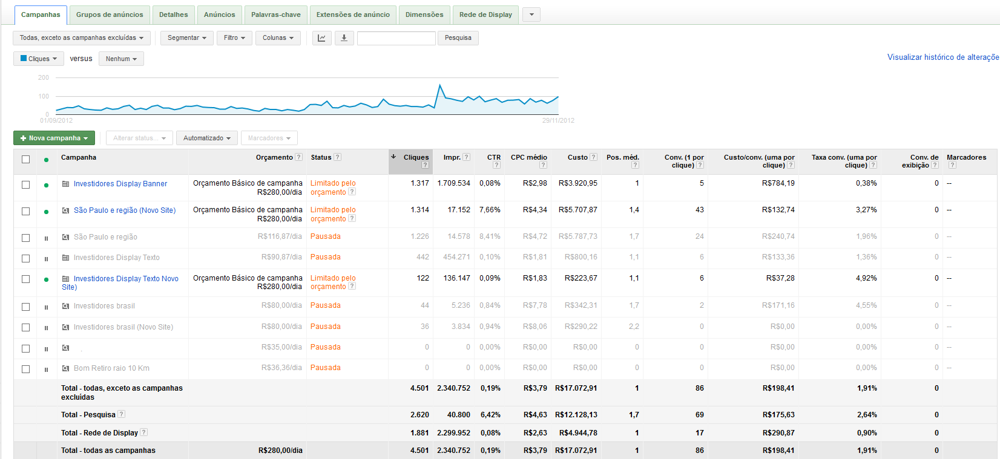 Campanhas Grupos de anúncios Detalhes Anúncios Palavras-chave Extensões de anúncio Dimensões Rede de Display
Todas, exceto as campanhas excluídas Segmentar Filtro Colunas Pesquisa
Cliques versus Nenhum Visualizar histórico de alteraçõe
200
100
0
01/09/2012 29/11/2012
+ Nova campanha Alterar status... Automatizado Marcadores
Campanha Orçamento ? Status ? Cliques ? Impr. ? CTR ? CPC médio ? Custo ? Pos. méd. ? Conv. (1 por clique) ? Custo/conv. (uma por clique) ? Taxa conv. (uma por clique) ? Conv. de exibição ? Marcadores ?
Investidores Display Banner Orçamento Básico de campanha Limitado pelo 1.317 1.709.534 0,08% R$2,98 R$3.920,95 1 5 R$784,19 0,38% 0 --
R$280,00/dia orçamento ?
São Paulo e região (Novo Site) Orçamento Básico de campanha Limitado pelo 1.314 17.152 7,66% R$4,34 R$5.707,87 1,4 43 R$132,74 3,27% 0 --
R$280,00/dia orçamento ?
São Paulo e região R$116,87/dia Pausada 1.226 14.578 8,41% R$4,72 R$5.787,73 1,7 24 R$240,74 1,96% 0 --
Investidores Display Texto R$90,87/dia Pausada 442 454.271 0,10% R$1,81 R$800,16 1,1 6 R$133,36 1,36% 0 --
Investidores Display Texto Novo Orçamento Básico de campanha Limitado pelo 122 136.147 0,09% R$1,83 R$223,67 1,1 6 R$37,28 4,92% 0 --
Site) R$280,00/dia orçamento ?
Investidores brasil R$80,00/dia Pausada 44 5.236 0,84% R$7,78 R$342,31 1,7 2 R$171,16 4,55% 0 --
Investidores brasil (Novo Site) R$80,00/dia Pausada 36 3.834 0,94% R$8,06 R$290,22 2,2 0 R$0,00 0,00% 0 --
. R$35,00/dia Pausada 0 0 0,00% R$0,00 R$0,00 0 0 R$0,00 0,00% 0 --
Bom Retiro raio 10 Km R$36,36/dia Pausada 0 0 0,00% R$0,00 R$0,00 0 0 R$0,00 0,00% 0 --
Total - todas, exceto as campanhas 4.501 2.340.752 0,19% R$3,79 R$17.072,91 1 86 R$198,41 1,91% 0
excluídas
Total - Pesquisa ? 2.620 40.800 6,42% R$4,63 R$12.128,13 1,7 69 R$175,63 2,64% 0
Total - Rede de Display ? 1.881 2.299.952 0,08% R$2,63 R$4.944,78 1 17 R$290,87 0,90% 0
Total - todas as campanhas R$280,00/dia 4.501 2.340.752 0,19% R$3,79 R$17.072,91 1 86 R$198,41 1,91% 0